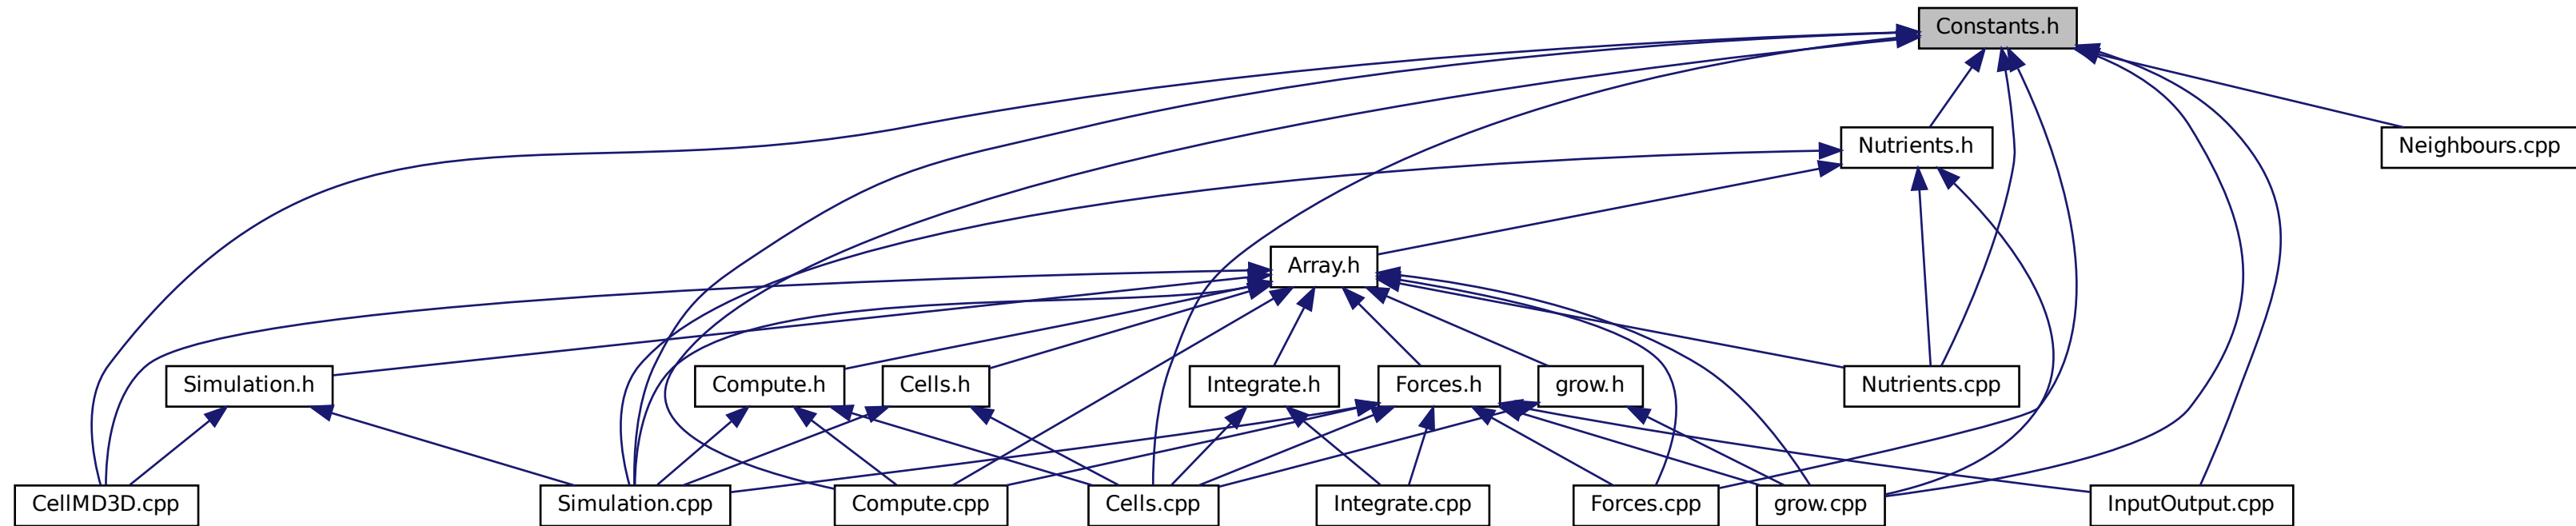 Constants.h
Nutrients.h
Neighbours.cpp
Array.h
Simulation.h
Compute.h
Cells.h
Integrate.h
Forces.h
grow.h
Nutrients.cpp
CellMD3D.cpp
Simulation.cpp
Compute.cpp
Cells.cpp
Integrate.cpp
Forces.cpp
grow.cpp
InputOutput.cpp